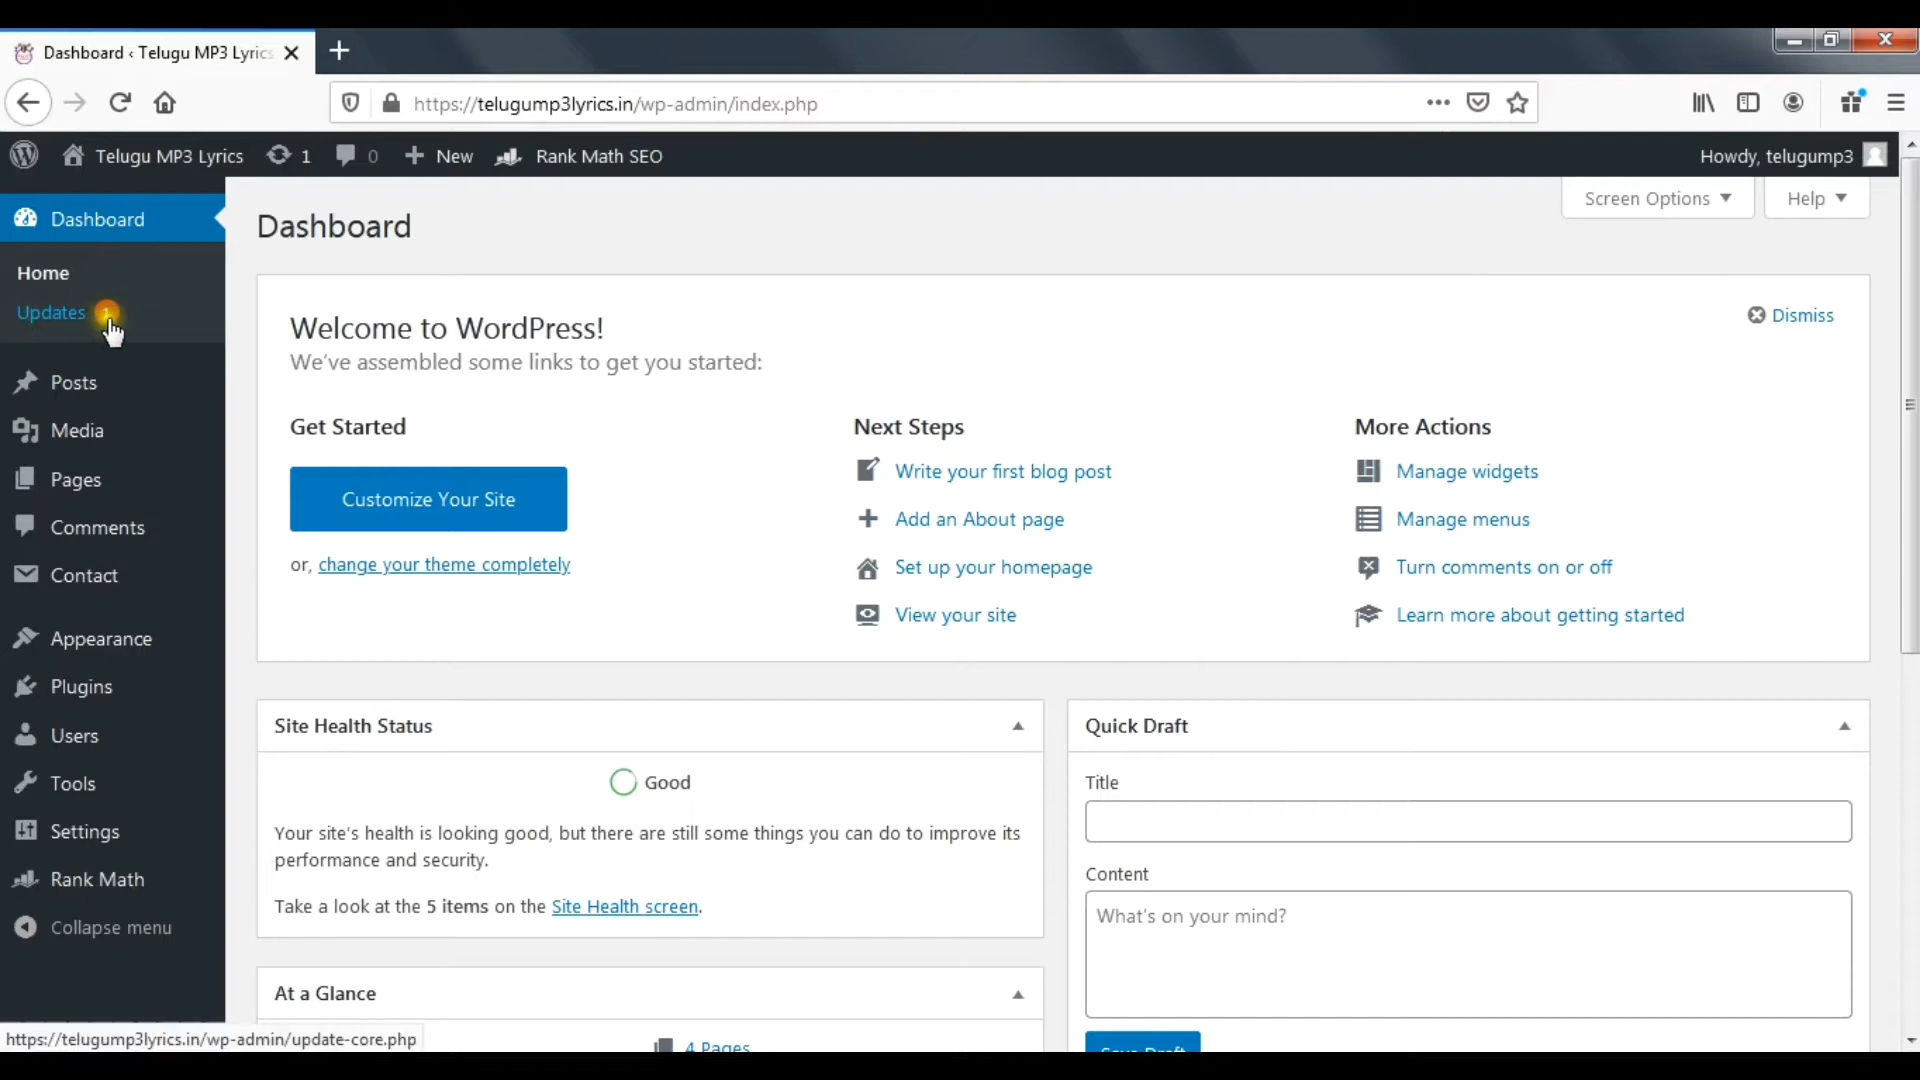 Dashboard ‹ Telugu MP3 Lyrics
https://telugump3lyrics.in/wp-admin/index.php
Telugu MP3 Lyrics 1 0 New Rank Math SEO Howdy, telugump3
Dashboard
Home
Updates
Posts
Media
Pages
Comments
Contact
Appearance
Plugins
Users
Tools
Settings
Rank Math
Collapse menu
Screen Options Help
Dashboard
Welcome to WordPress!
We've assembled some links to get you started:
Dismiss
Get Started
Customize Your Site
or, change your theme completely
Next Steps
Write your first blog post
Add an About page
Set up your homepage
View your site
More Actions
Manage widgets
Manage menus
Turn comments on or off
Learn more about getting started
Site Health Status
Good
Your site's health is looking good, but there are still some things you can do to improve its
performance and security.
Take a look at the 5 items on the Site Health screen.
At a Glance
4 Pages
Quick Draft
Title
Content
What's on your mind?
Save Draft
https://telugump3lyrics.in/wp-admin/update-core.php